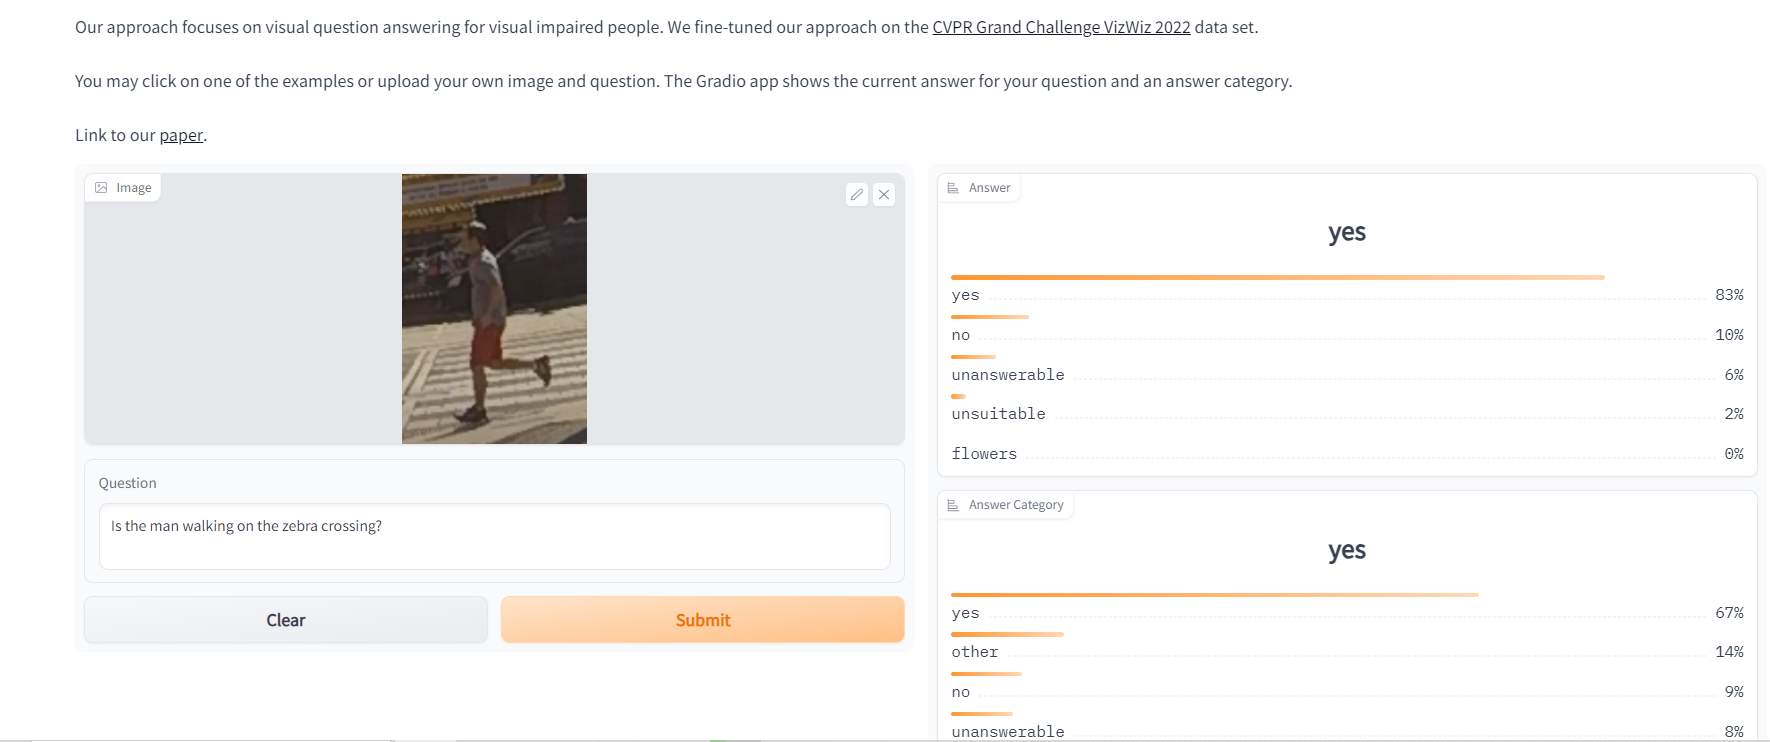 Our approach focuses on visual question answering for visual impaired people. We fine-tuned our approach on the CVPR Grand Challenge VizWiz 2022 data set.
You may click on one of the examples or upload your own image and question. The Gradio app shows the current answer for your question and an answer category.
Link to our paper.
Image
Question
Is the man walking on the zebra crossing?
Clear
Submit
Answer
yes
yes 83%
no 10%
unanswerable 6%
unsuitable 2%
flowers 0%
Answer Category
yes
yes 67%
other 14%
no 9%
unanswerable 8%